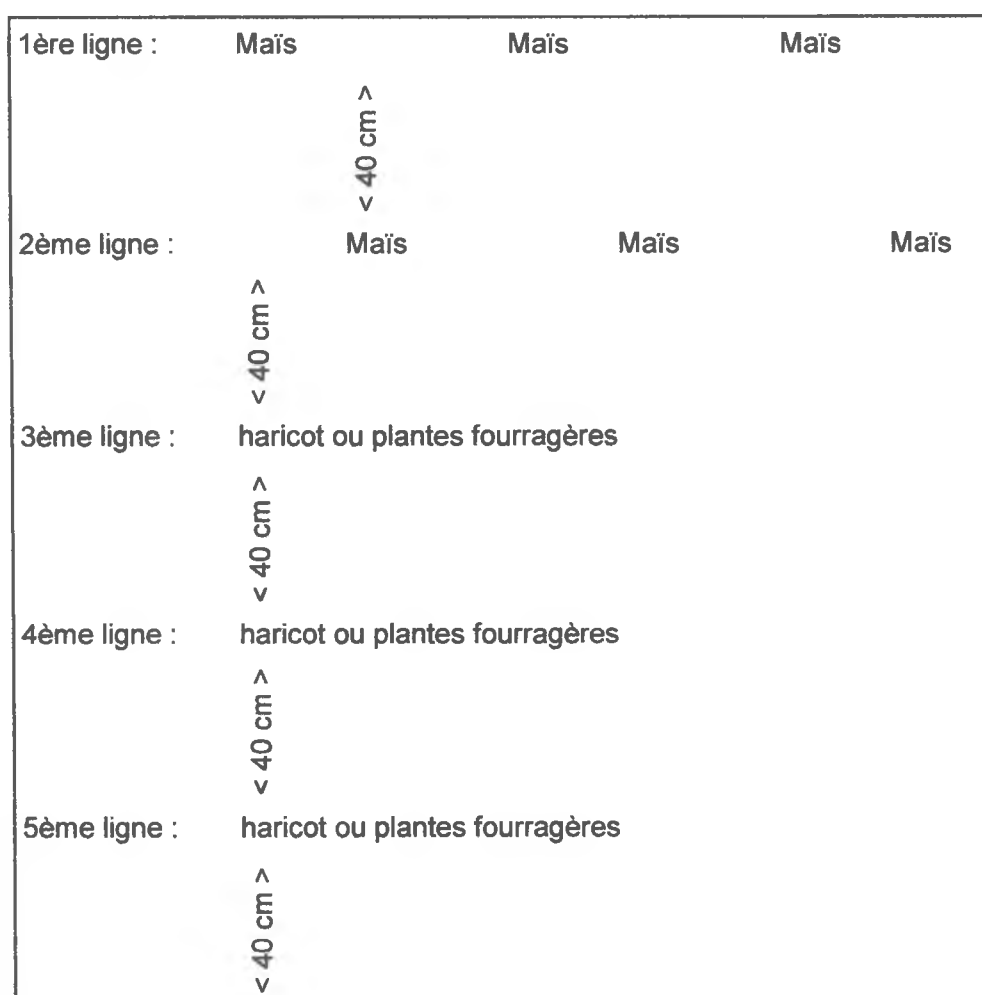 1ère ligne : Maïs Maïs Maïs
< 40 cm >
2ème ligne : Maïs Maïs Maïs
< 40 cm >
3ème ligne : haricot ou plantes fourragères
< 40 cm >
4ème ligne : haricot ou plantes fourragères
< 40 cm >
5ème ligne : haricot ou plantes fourragères
< 40 cm >